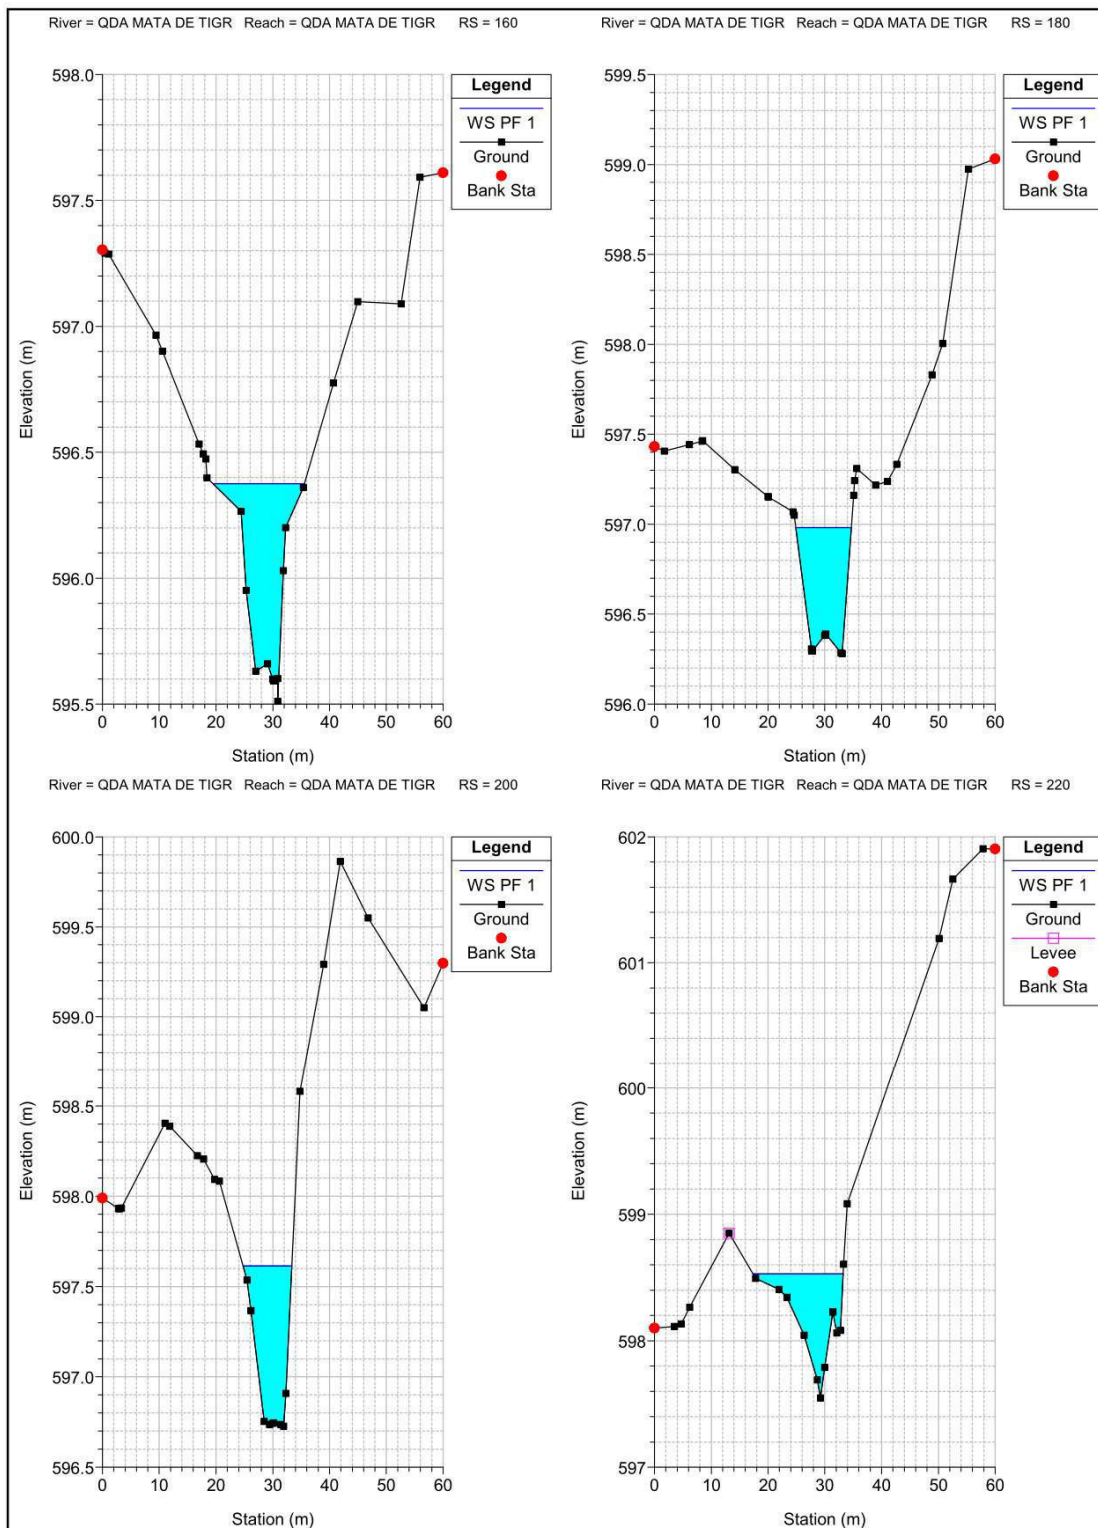 River = QDA MATA DE TIGR Reach = QDA MATA DE TIGR RS = 160
598.0
597.5
597.0
596.5
596.0
595.5
Elevation (m)
0 10 20 30 40 50 60
Station (m)
Legend
WS PF 1
Ground
Bank Sta
River = QDA MATA DE TIGR Reach = QDA MATA DE TIGR RS = 180
599.5
599.0
598.5
598.0
597.5
597.0
596.5
596.0
Elevation (m)
0 10 20 30 40 50 60
Station (m)
Legend
WS PF 1
Ground
Bank Sta
River = QDA MATA DE TIGR Reach = QDA MATA DE TIGR RS = 200
600.0
599.5
599.0
598.5
598.0
597.5
597.0
596.5
Elevation (m)
0 10 20 30 40 50 60
Station (m)
Legend
WS PF 1
Ground
Bank Sta
River = QDA MATA DE TIGR Reach = QDA MATA DE TIGR RS = 220
602
601
600
599
598
597
Elevation (m)
0 10 20 30 40 50 60
Station (m)
Legend
WS PF 1
Ground
Levee
Bank Sta